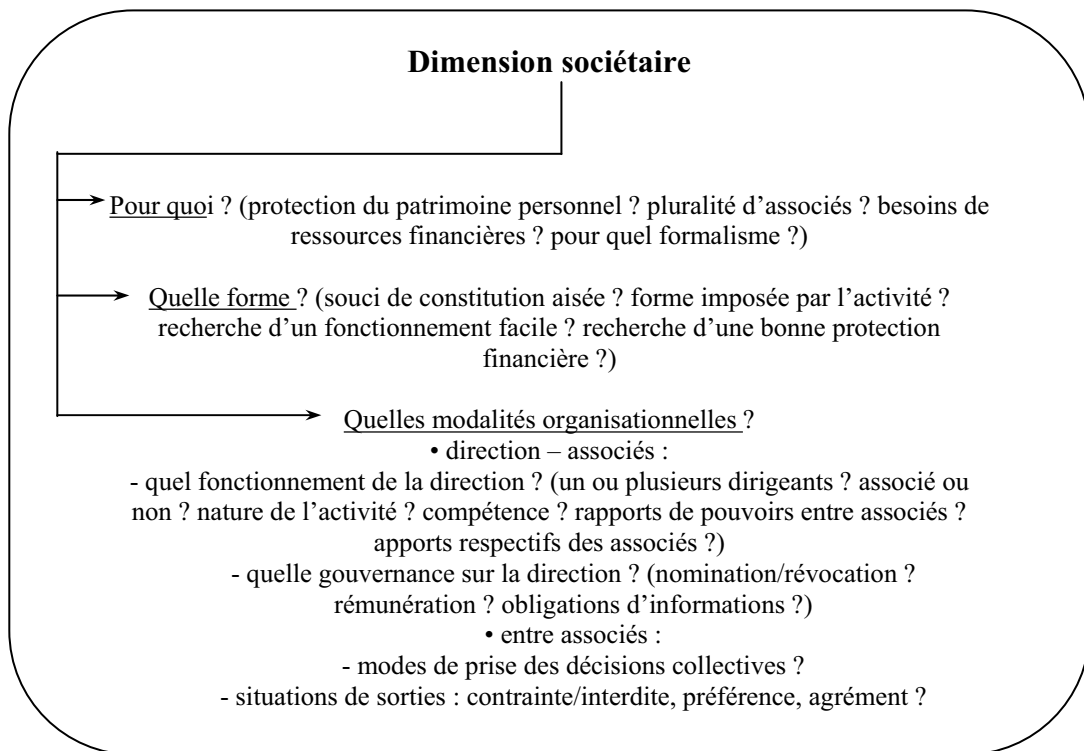 Dimension sociétaire
Pour quoi ? (protection du patrimoine personnel ? pluralité d’associés ? besoins de
ressources financières ? pour quel formalisme ?)
Quelle forme ? (souci de constitution aisée ? forme imposée par l’activité ?
recherche d’un fonctionnement facile ? recherche d’une bonne protection
financière ?)
Quelles modalités organisationnelles ?
• direction – associés :
- quel fonctionnement de la direction ? (un ou plusieurs dirigeants ? associé ou
non ? nature de l’activité ? compétence ? rapports de pouvoirs entre associés ?
apports respectifs des associés ?)
- quelle gouvernance sur la direction ? (nomination/révocation ?
rémunération ? obligations d’informations ?)
• entre associés :
- modes de prise des décisions collectives ?
- situations de sorties : contrainte/interdite, préférence, agrément ?